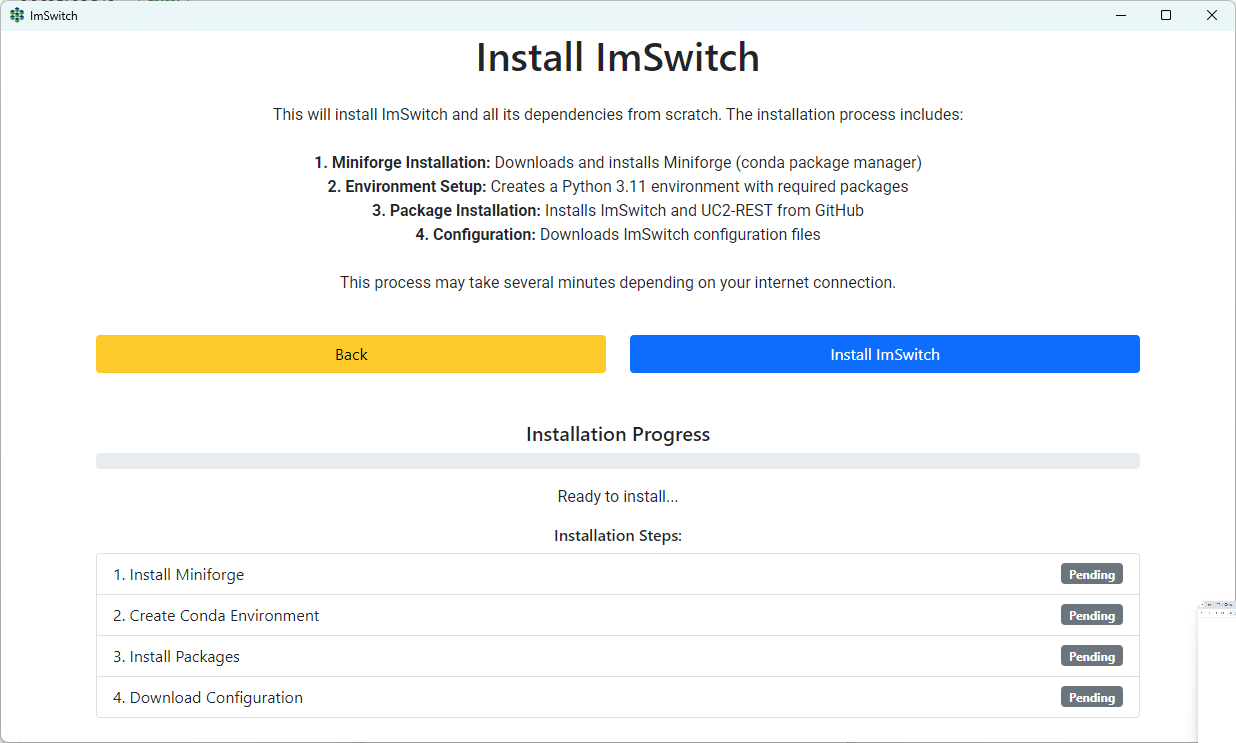 ImSwitch
Install ImSwitch
This will install ImSwitch and all its dependencies from scratch. The installation process includes:
1. Miniforge Installation: Downloads and installs Miniforge (conda package manager)
2. Environment Setup: Creates a Python 3.11 environment with required packages
3. Package Installation: Installs ImSwitch and UC2-REST from GitHub
4. Configuration: Downloads ImSwitch configuration files
This process may take several minutes depending on your internet connection.
Back
Install ImSwitch
Installation Progress
Ready to install...
Installation Steps:
1. Install Miniforge Pending
2. Create Conda Environment Pending
3. Install Packages Pending
4. Download Configuration Pending